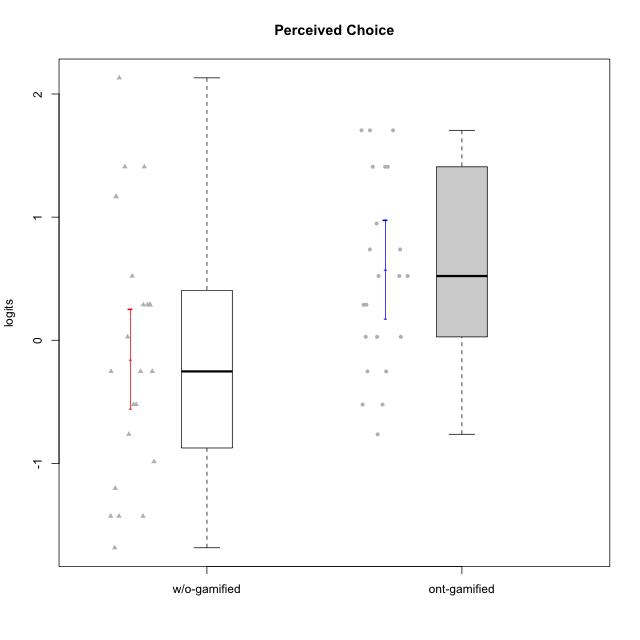 Perceived Choice
logits
2
1
0
-1
w/o-gamified
ont-gamified